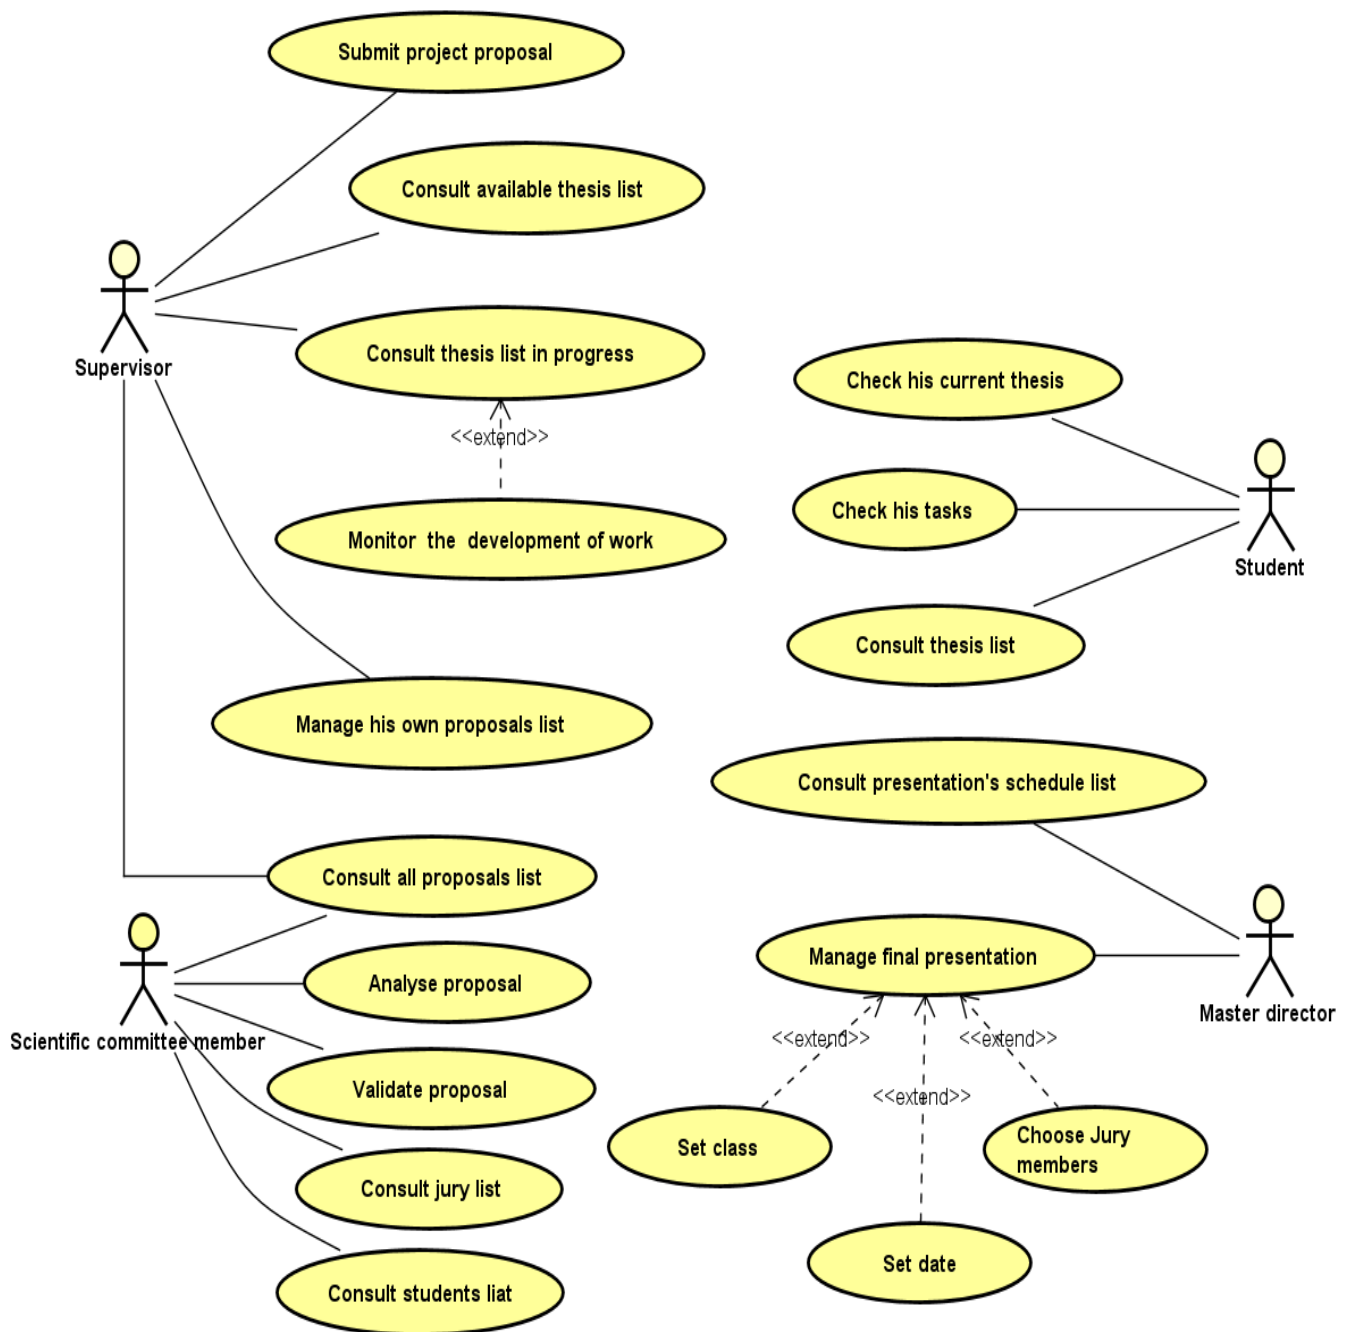 Submit project proposal
Consult available thesis list
Supervisor
Consult thesis list in progress
<<extend>>
Monitor the development of work
Manage his own proposals list
Check his current thesis
Check his tasks
Student
Consult thesis list
Consult presentation's schedule list
Consult all proposals list
Scientific committee member
Analyse proposal
Validate proposal
Consult jury list
Consult students liat
Manage final presentation
Master director
<<extend>>
<<extend>>
<<extend>>
Set class
Choose Jury
members
Set date